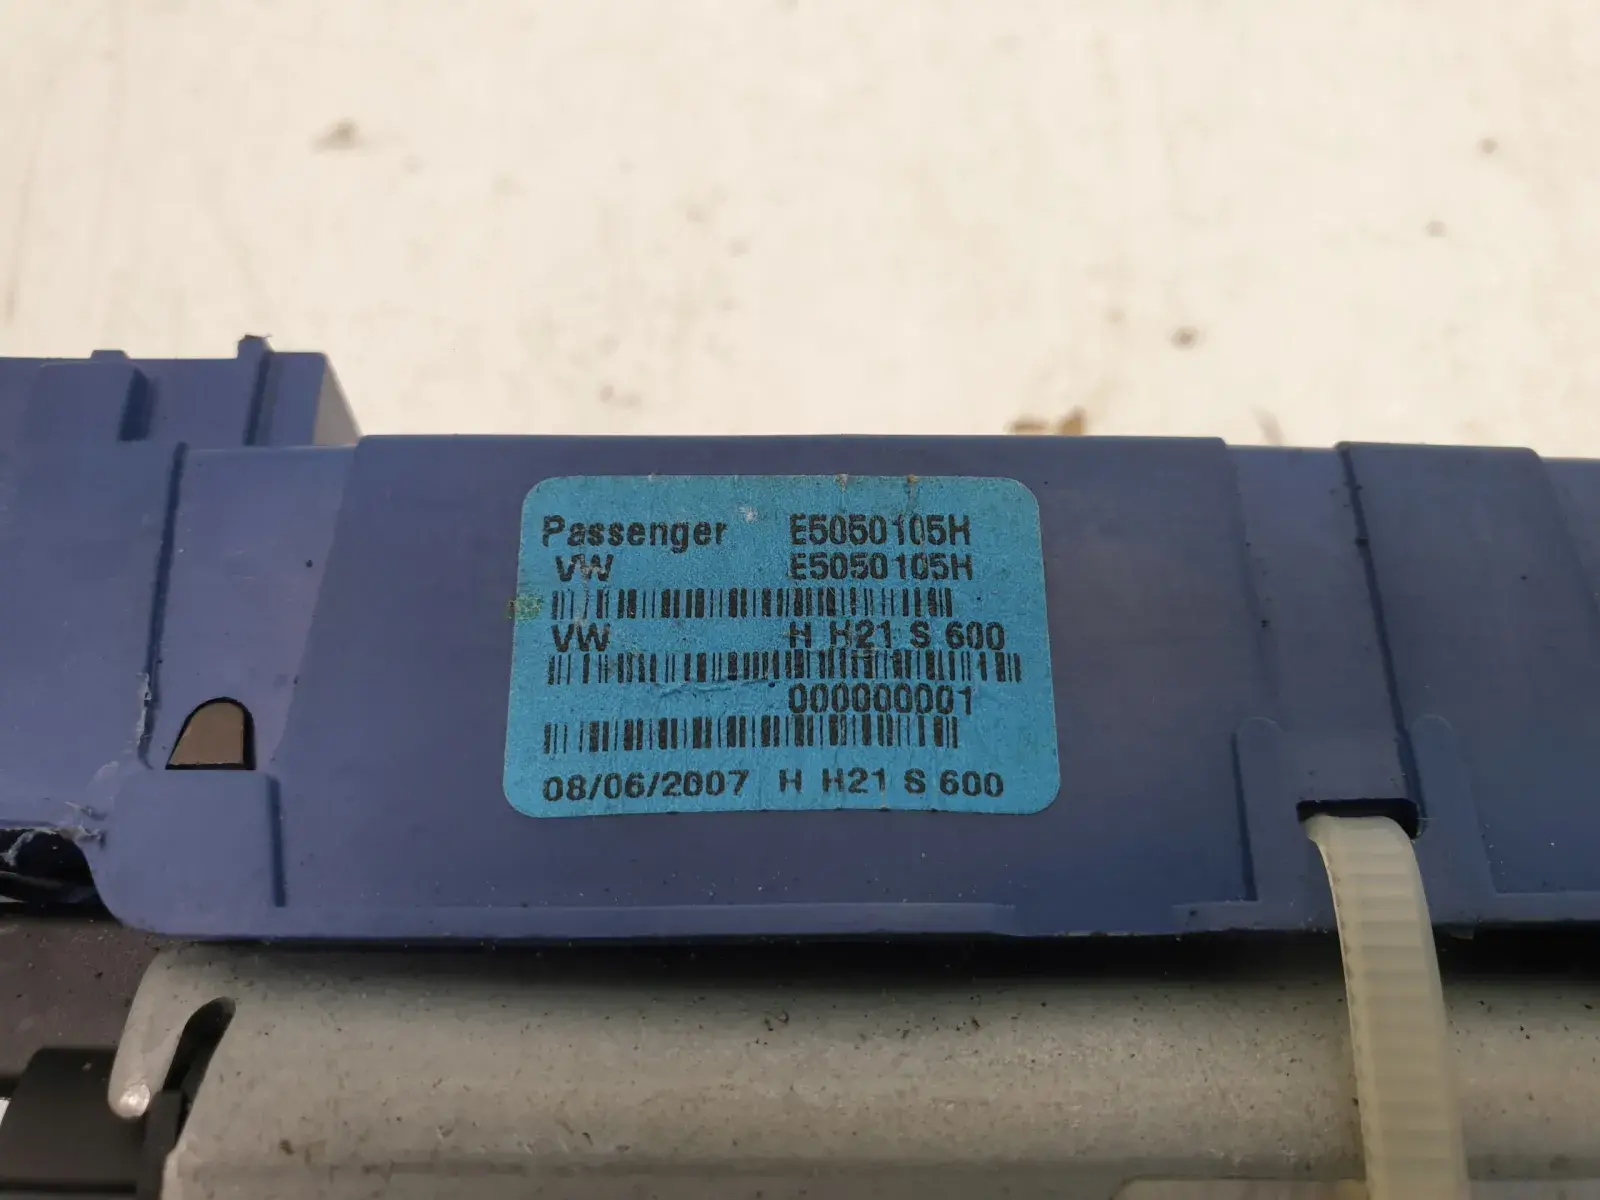 Passenger E5050105H
VW E5050105H
VW H H21 S 600
000000001
08/06/2007 H H21 S 600